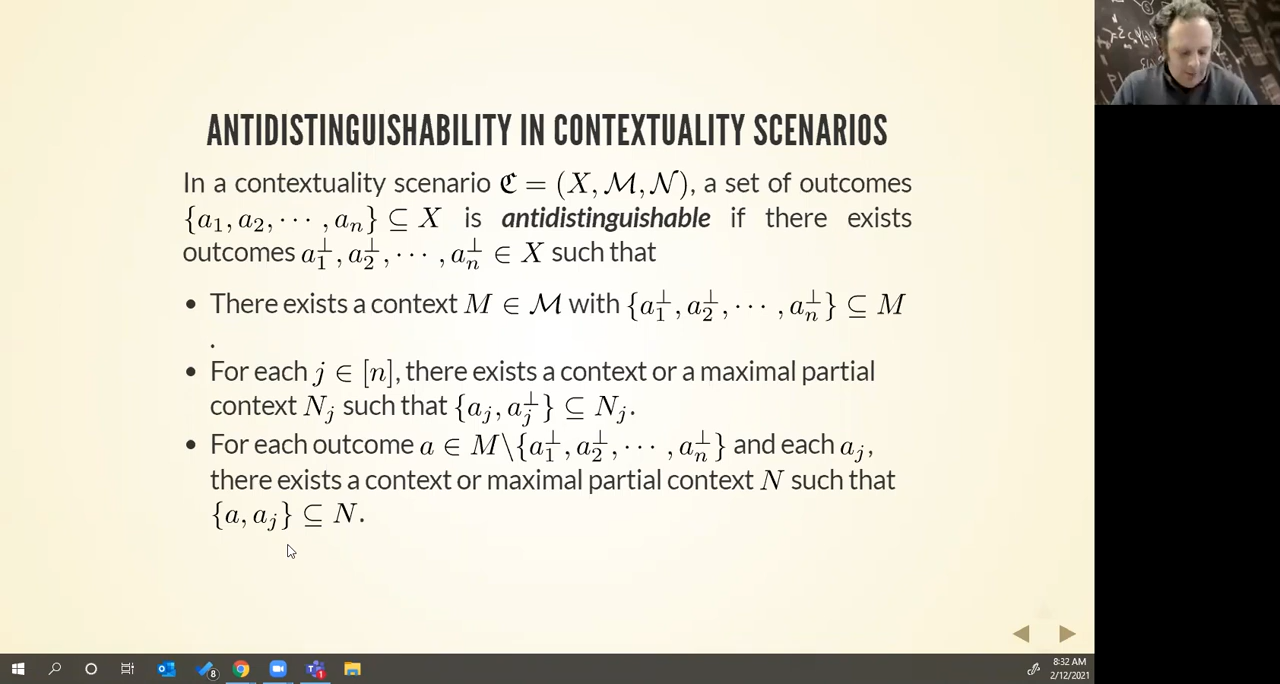 ANTIDISTINGUISHABILITY IN CONTEXTUALITY SCENARIOS
In a contextuality scenario ℭ = (X, ℳ, 𝒩), a set of outcomes
{a₁, a₂, ⋯ , aₙ} ⊆ X is antidistinguishable if there exists
outcomes a₁^⊥, a₂^⊥, ⋯ , aₙ^⊥ ∈ X such that
• There exists a context M ∈ ℳ with {a₁^⊥, a₂^⊥, ⋯ , aₙ^⊥} ⊆ M
.
• For each j ∈ [n], there exists a context or a maximal partial
context Nⱼ such that {aⱼ, aⱼ^⊥} ⊆ Nⱼ.
• For each outcome a ∈ M\{a₁^⊥, a₂^⊥, ⋯ , aₙ^⊥} and each aⱼ,
there exists a context or maximal partial context N such that
{a, aⱼ} ⊆ N.
8:32 AM
2/12/2021